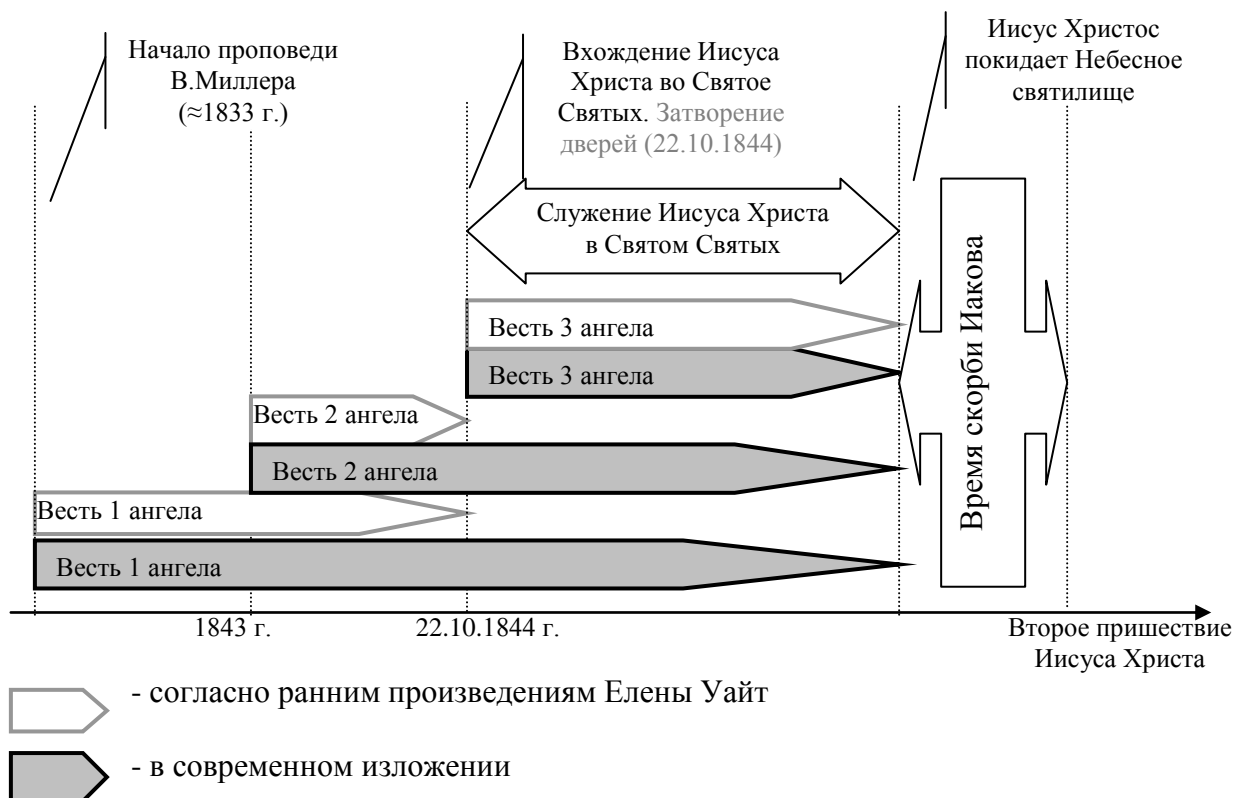 Начало проповеди
В.Миллера
(≈1833 г.)
Вхождение Иисуса
Христа во Святое
Святых. Затворение
дверей (22.10.1844)
Иисус Христос
покидает Небесное
святилище
Служение Иисуса Христа
в Святом Святых
Время скорби Иакова
Весть 3 ангела
Весть 3 ангела
Весть 2 ангела
Весть 2 ангела
Весть 1 ангела
Весть 1 ангела
1843 г.
22.10.1844 г.
Второе пришествие
Иисуса Христа
- согласно ранним произведениям Елены Уайт
- в современном изложении